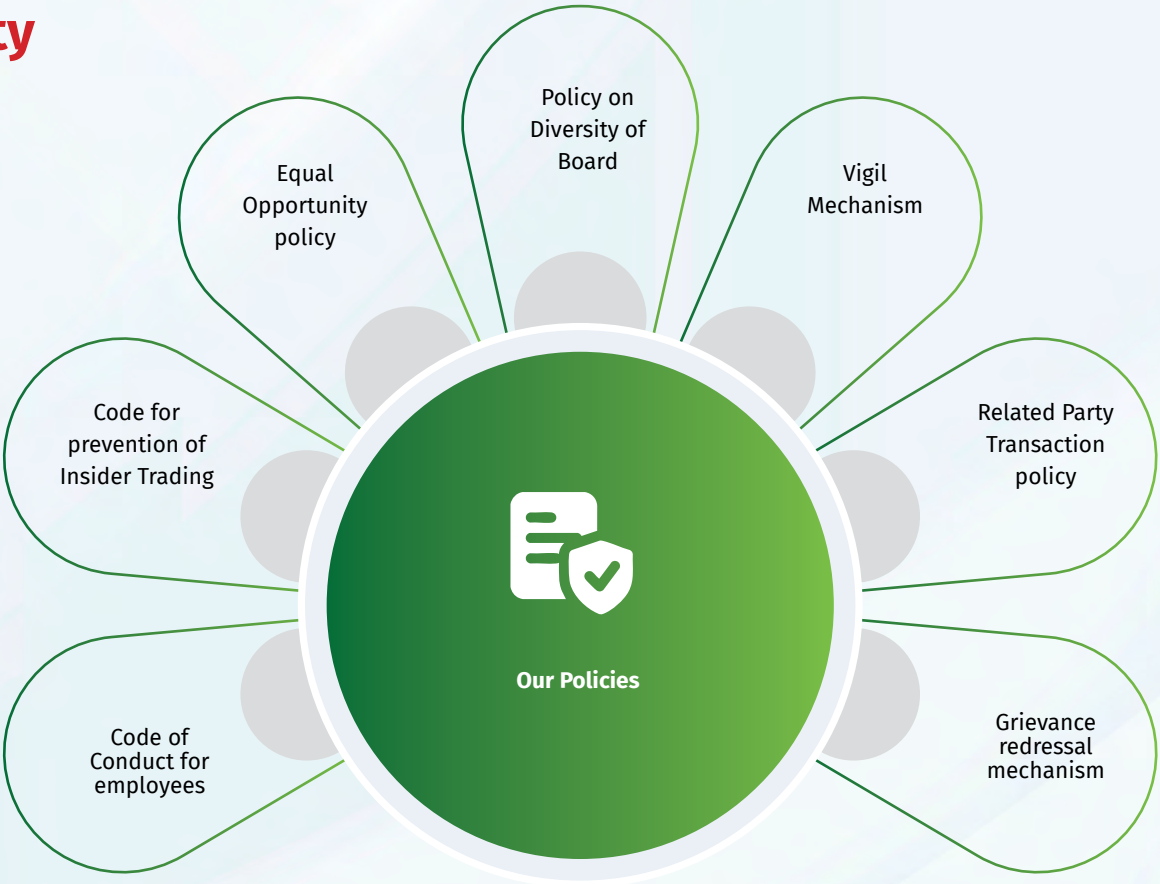 ty
Policy on
Diversity of
Board
Equal
Opportunity
policy
Vigil
Mechanism
Code for
prevention of
Insider Trading
Related Party
Transaction
policy
Our Policies
Code of
Conduct for
employees
Grievance
redressal
mechanism